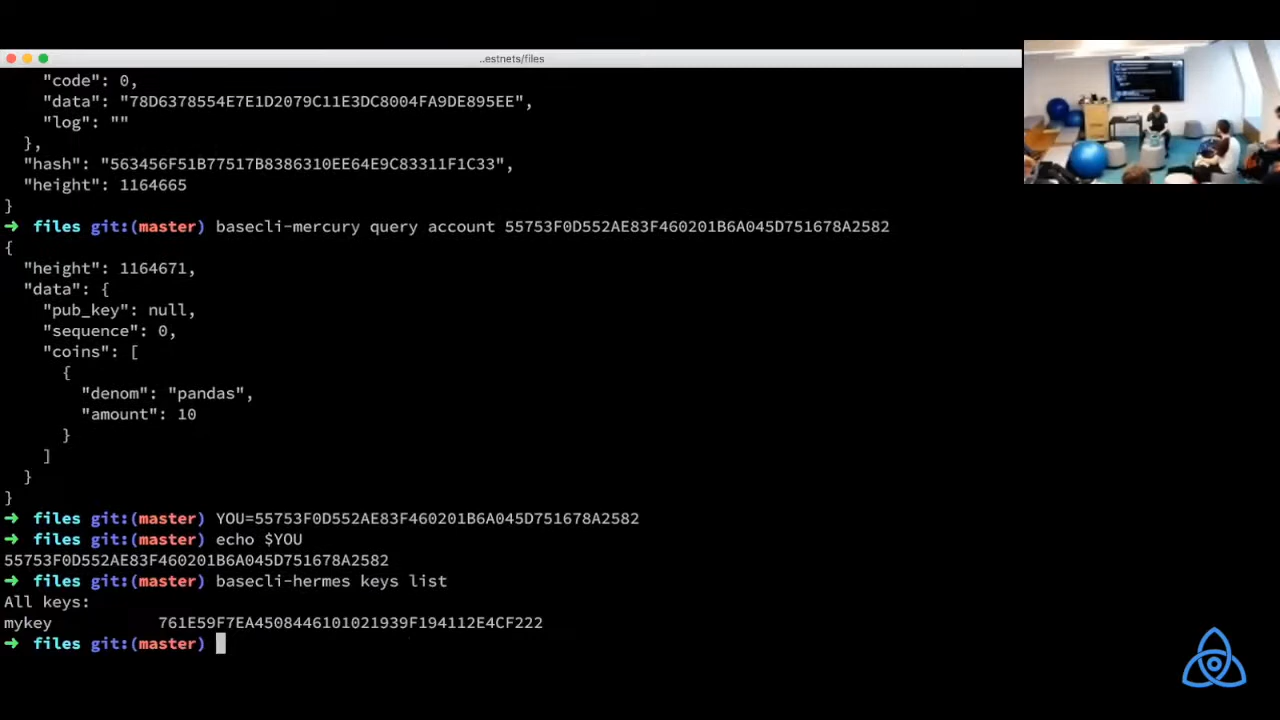 ..estnets/files
"code": 0,
"data": "78D6378554E7E1D2079C11E3DC8004FA9DE895EE",
"log": ""
},
"hash": "563456F51B77517B8386310EE64E9C83311F1C33",
"height": 1164665
}
➜ files git:(master) basecli-mercury query account 55753F0D552AE83F460201B6A045D751678A2582
{
"height": 1164671,
"data": {
"pub_key": null,
"sequence": 0,
"coins": [
{
"denom": "pandas",
"amount": 10
}
]
}
}
➜ files git:(master) YOU=55753F0D552AE83F460201B6A045D751678A2582
➜ files git:(master) echo $YOU
55753F0D552AE83F460201B6A045D751678A2582
➜ files git:(master) basecli-hermes keys list
All keys:
mykey 761E59F7EA4508446101021939F194112E4CF222
➜ files git:(master)